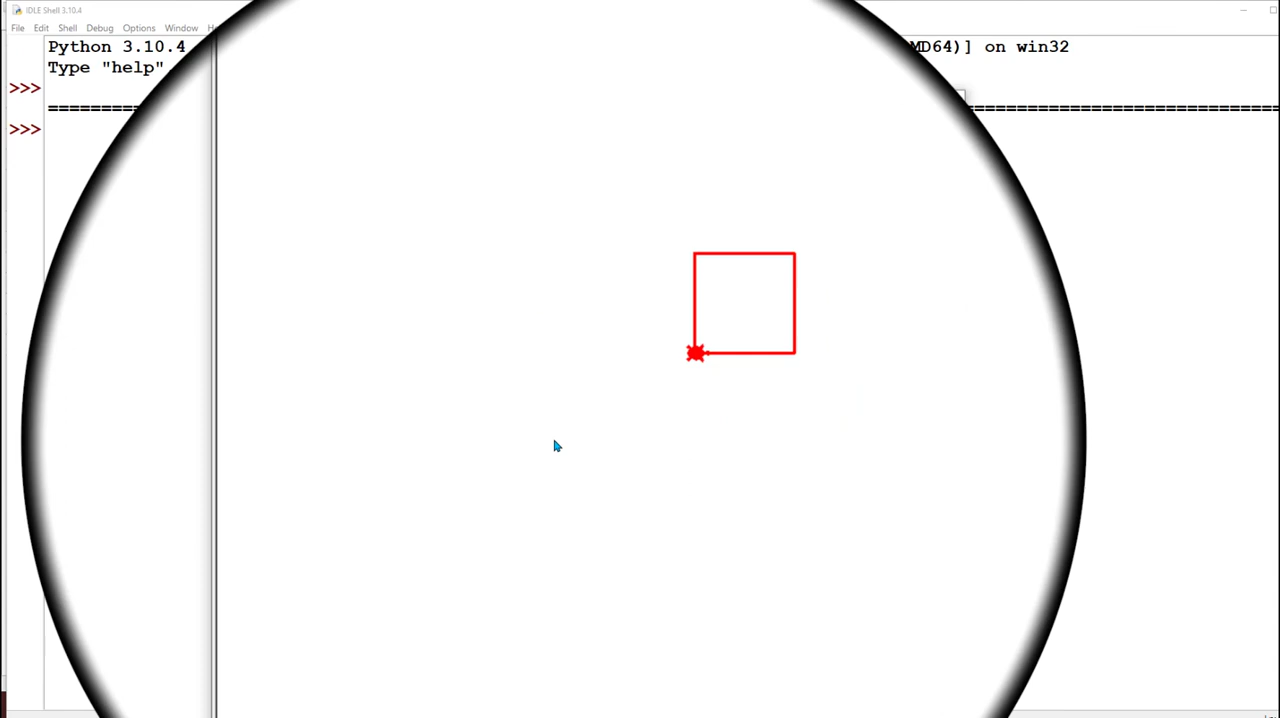 IDLE Shell 3.10.4
File Edit Shell Debug Options Window
Python 3.10.4 MD64)] on win32
Type "help"
>>>
================================================
>>>